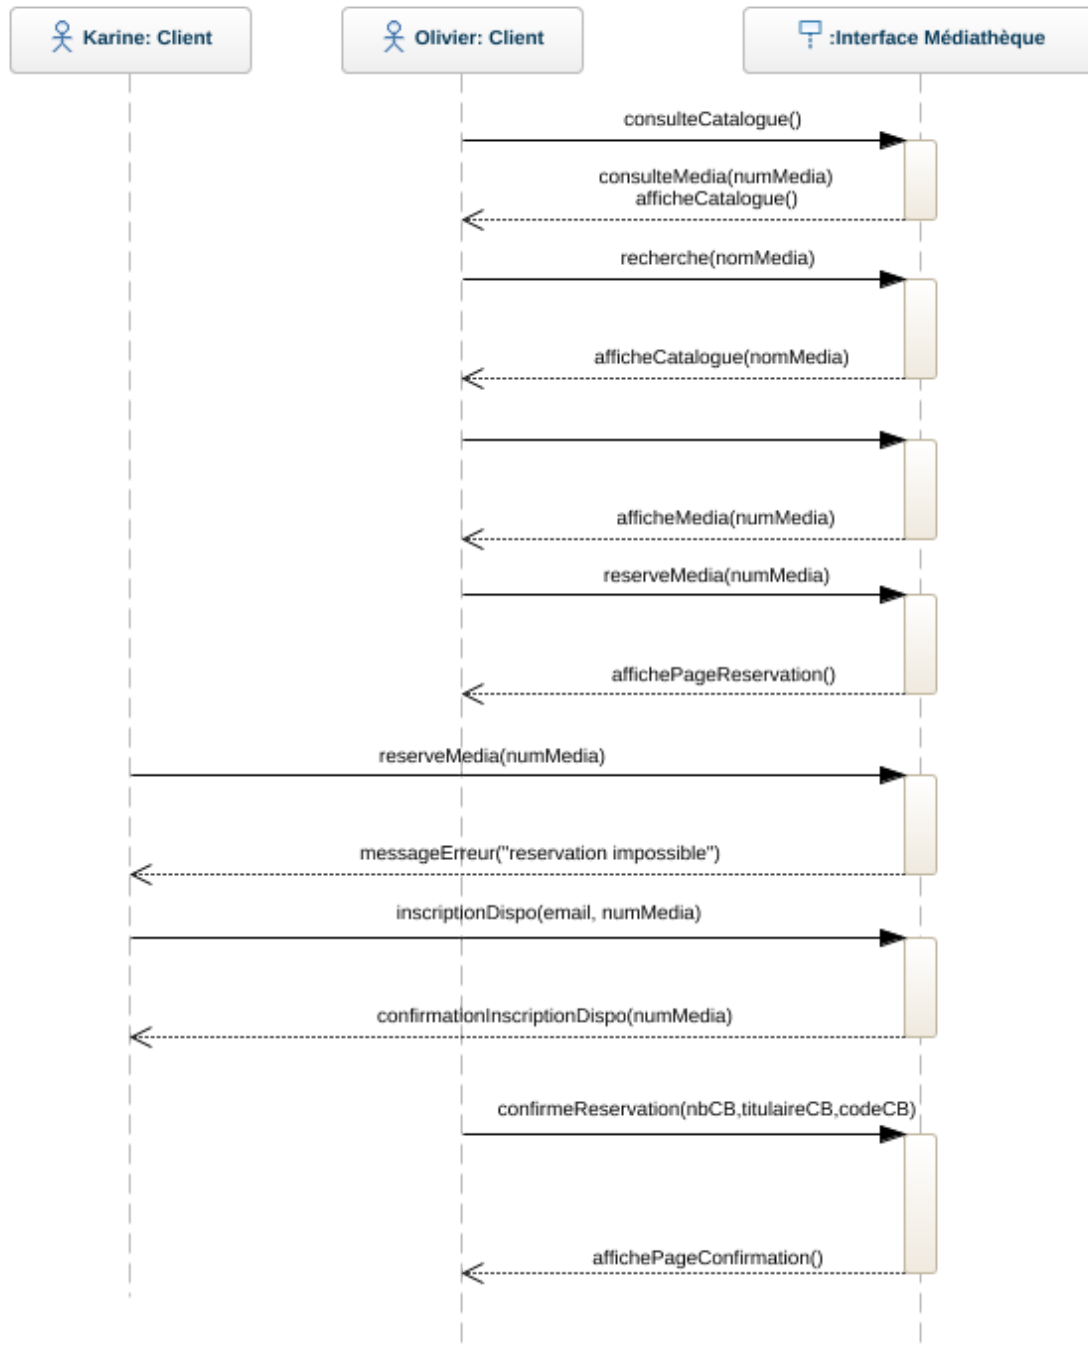 Karine: Client
Olivier: Client
:Interface Médiathèque
consulteCatalogue()
consulteMedia(numMedia)
afficheCatalogue()
recherche(nomMedia)
afficheCatalogue(nomMedia)
afficheMedia(numMedia)
reserveMedia(numMedia)
affichePageReservation()
reserveMedia(numMedia)
messageErreur("reservation impossible")
inscriptionDispo(email, numMedia)
confirmationInscriptionDispo(numMedia)
confirmeReservation(nbCB,titulaireCB,codeCB)
affichePageConfirmation()